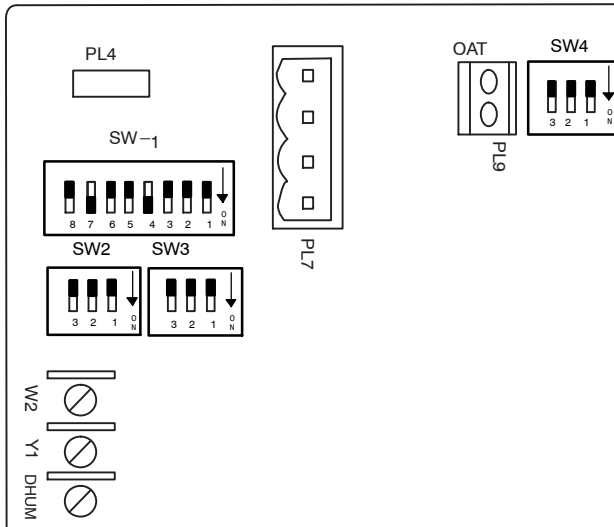 PL4
OAT
SW4
3 2 1
ON
PL9
SW-1
8 7 6 5 4 3 2 1
ON
PL7
SW2
3 2 1
ON
SW3
3 2 1
ON
W2
Y1
DHUM